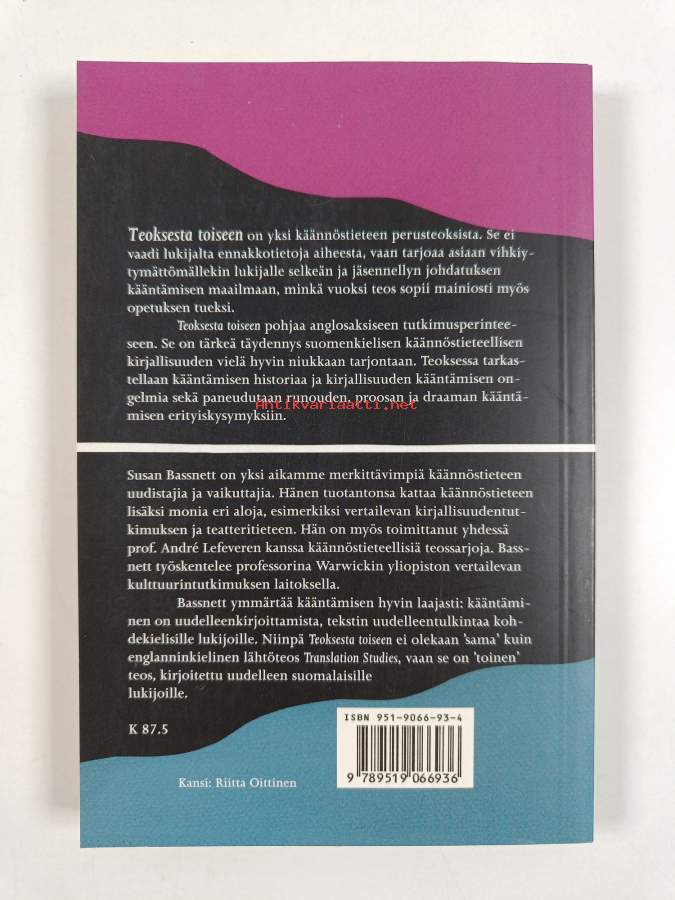 Teoksesta toiseen on yksi käännöstieteen perusteoksista. Se ei
vaadi lukijalta ennakkotietoja aiheesta, vaan tarjoaa asiaan vihkiy-
tymättömällekin lukijalle selkeän ja jäsennellyn johdatuksen
kääntämisen maailmaan, minkä vuoksi teos sopii mainiosti myös
opetuksen tueksi.
Teoksesta toiseen pohjaa anglosaksiseen tutkimusperintee-
seen. Se on tärkeä täydennys suomenkielisen käännöstieteellisen
kirjallisuuden vielä hyvin niukkaan tarjontaan. Teoksessa tarkas-
tellaan kääntämisen historiaa ja kirjallisuuden kääntämisen on-
gelmia sekä paneudutaan runouden, proosan ja draaman kääntä-
Antikvariaatti.net
misen erityiskysymyksiin.
Susan Bassnett on yksi aikamme merkittävimpiä käännöstieteen
uudistajia ja vaikuttajia. Hänen tuotantonsa kattaa käännöstieteen
lisäksi monia eri aloja, esimerkiksi vertailevan kirjallisuudentut-
kimuksen ja teatteritieteen. Hän on myös toimittanut yhdessä
prof. André Lefeveren kanssa käännöstieteellisiä teossarjoja. Bass-
nett työskentelee professorina Warwickin yliopiston vertailevan
kulttuurintutkimuksen laitoksella.
Bassnett ymmärtää kääntämisen hyvin laajasti: kääntämi-
nen on uudelleenkirjoittamista, tekstin uudelleentulkintaa koh-
dekielisille lukijoille. Niinpä Teoksesta toiseen ei olekaan 'sama' kuin
englanninkielinen lähtöteos Translation Studies, vaan se on 'toinen'
teos, kirjoitettu uudelleen suomalaisille
lukijoille.
ISBN 951-9066-93-4
K 87.5
9 789519 066936
Kansi: Riitta Oittinen